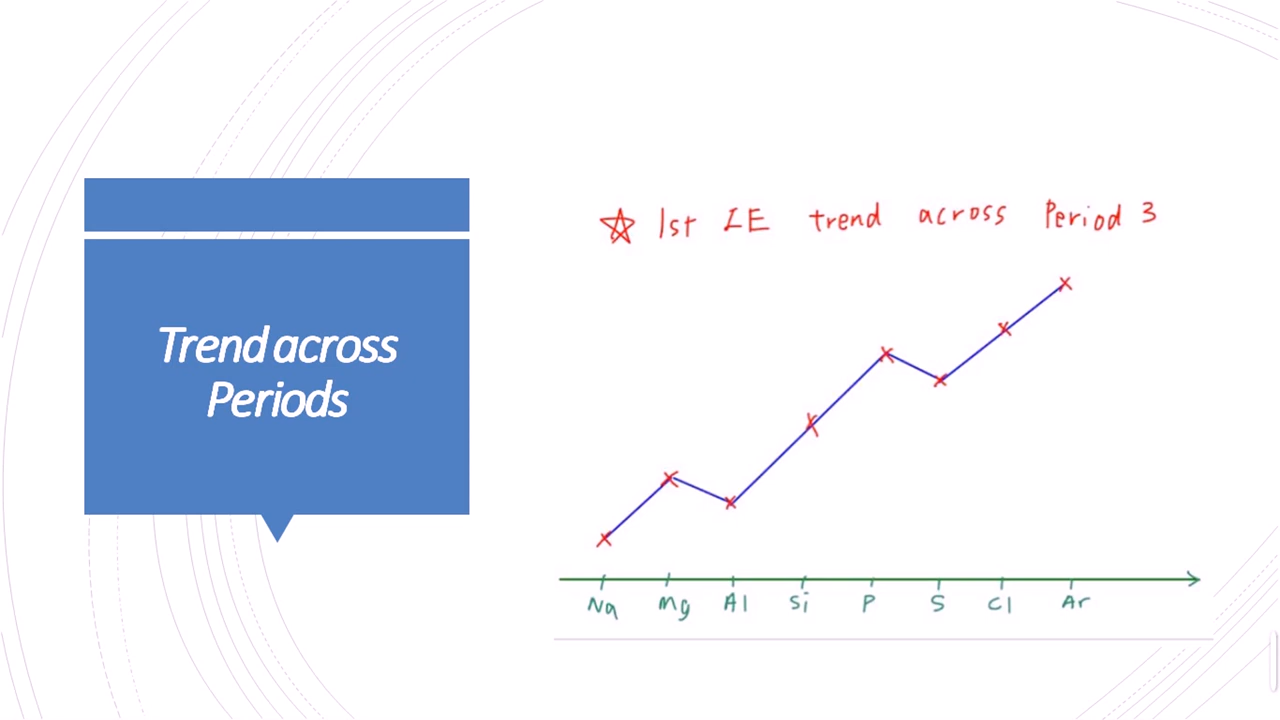 Trend across
Periods
1st IE trend across Period 3
Na Mg Al Si P S Cl Ar